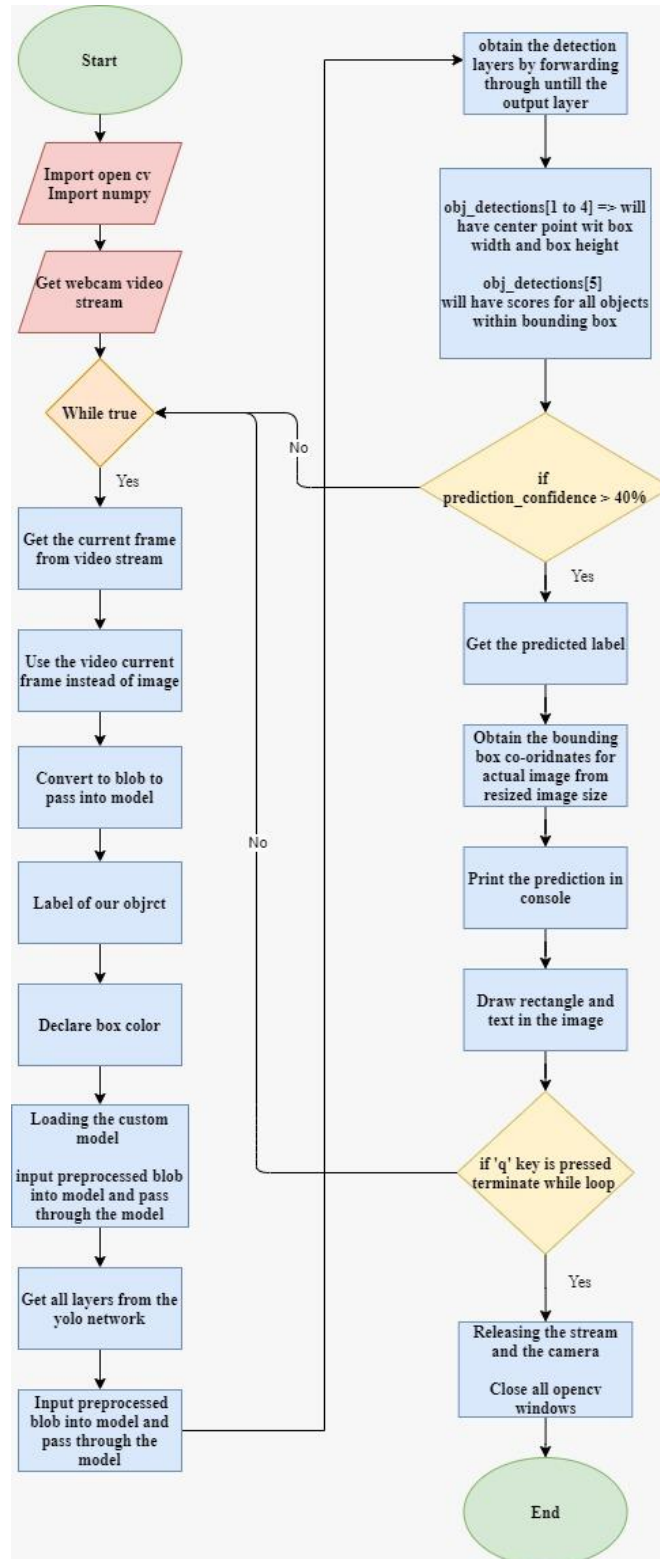 Start
Import open cv
Import numpy
Get webcam video
stream
While true
Yes
Get the current frame
from video stream
Use the video current
frame instead of image
Convert to blob to
pass into model
Label of our objrct
Declare box color
Loading the custom
model
input preprocessed blob
into model and pass
through the model
Get all layers from the
yolo network
Input preprocessed
blob into model and
pass through the
model
obtain the detection
layers by forwarding
through untill the
output layer
obj_detections[1 to 4] => will
have center point wit box
width and box height
obj_detections[5]
will have scores for all objects
within bounding box
No
if
prediction_confidence > 40%
Yes
Get the predicted label
Obtain the bounding
box co-oridnates for
actual image from
resized image size
No
Print the prediction in
console
Draw rectangle and
text in the image
if 'q' key is pressed
terminate while loop
Yes
Releasing the stream
and the camera
Close all opencv
windows
End